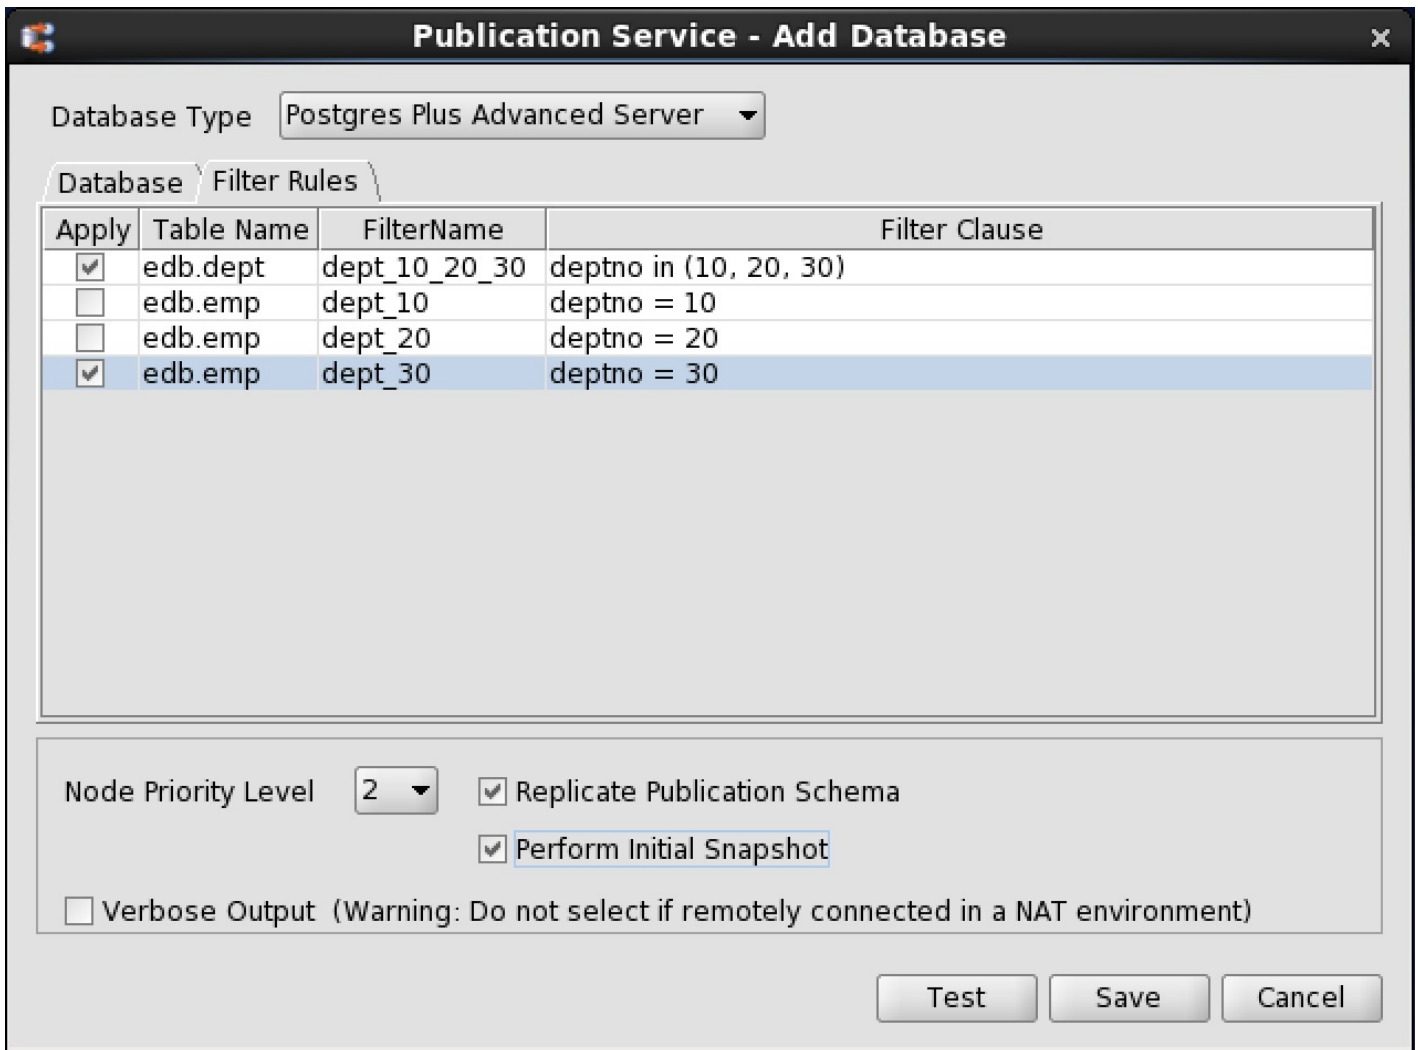 Publication Service - Add Database
Database Type Postgres Plus Advanced Server
Database Filter Rules
Apply Table Name FilterName Filter Clause
edb.dept dept_10_20_30 deptno in (10, 20, 30)
edb.emp dept_10 deptno = 10
edb.emp dept_20 deptno = 20
edb.emp dept_30 deptno = 30
Node Priority Level 2 Replicate Publication Schema
Perform Initial Snapshot
Verbose Output (Warning: Do not select if remotely connected in a NAT environment)
Test Save Cancel